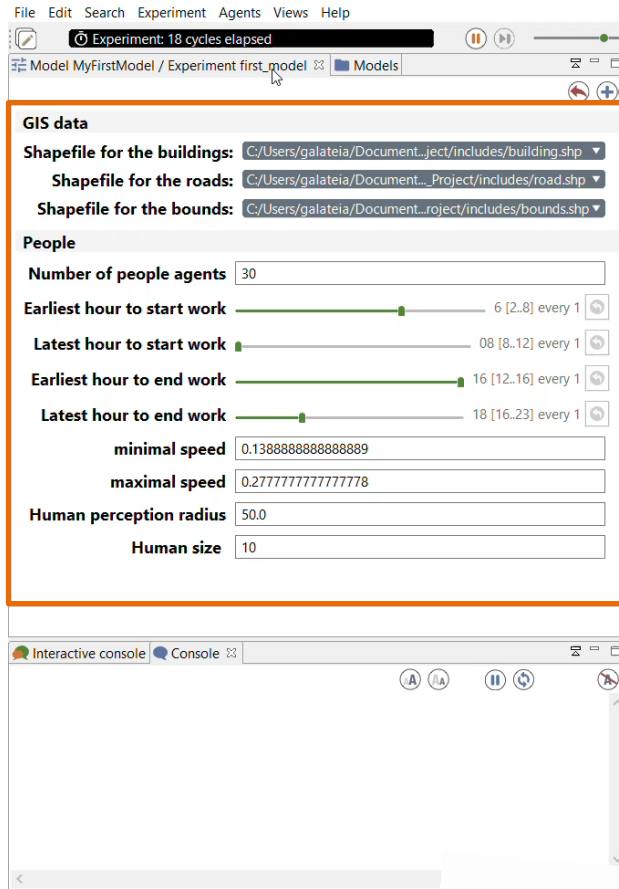 File Edit Search Experiment Agents Views Help
Experiment: 18 cycles elapsed
Model MyFirstModel / Experiment first_model Models
GIS data
Shapefile for the buildings: C:/Users/galateia/Document...ject/includes/building.shp
Shapefile for the roads: C:/Users/galateia/Document..._Project/includes/road.shp
Shapefile for the bounds: C:/Users/galateia/Document...roject/includes/bounds.shp
People
Number of people agents 30
Earliest hour to start work 6 [2..8] every 1
Latest hour to start work 08 [8..12] every 1
Earliest hour to end work 16 [12..16] every 1
Latest hour to end work 18 [16..23] every 1
minimal speed 0.1388888888888889
maximal speed 0.2777777777777778
Human perception radius 50.0
Human size 10
Interactive console Console